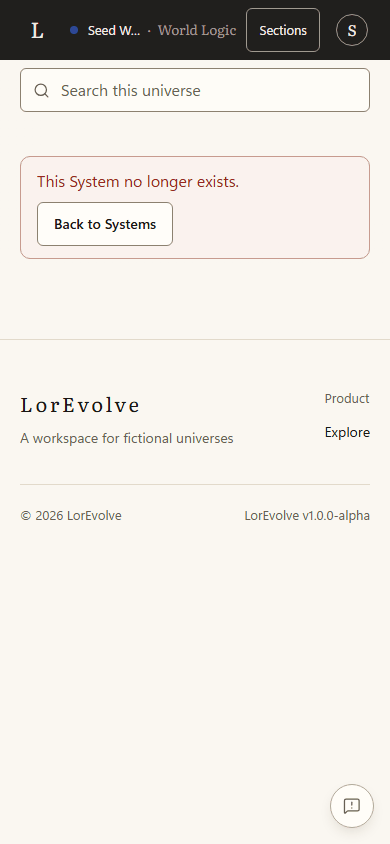 L Seed W... · World Logic Sections S
Search this universe
This System no longer exists.
Back to Systems
LorEvolve Product
A workspace for fictional universes Explore
© 2026 LorEvolve LorEvolve v1.0.0-alpha